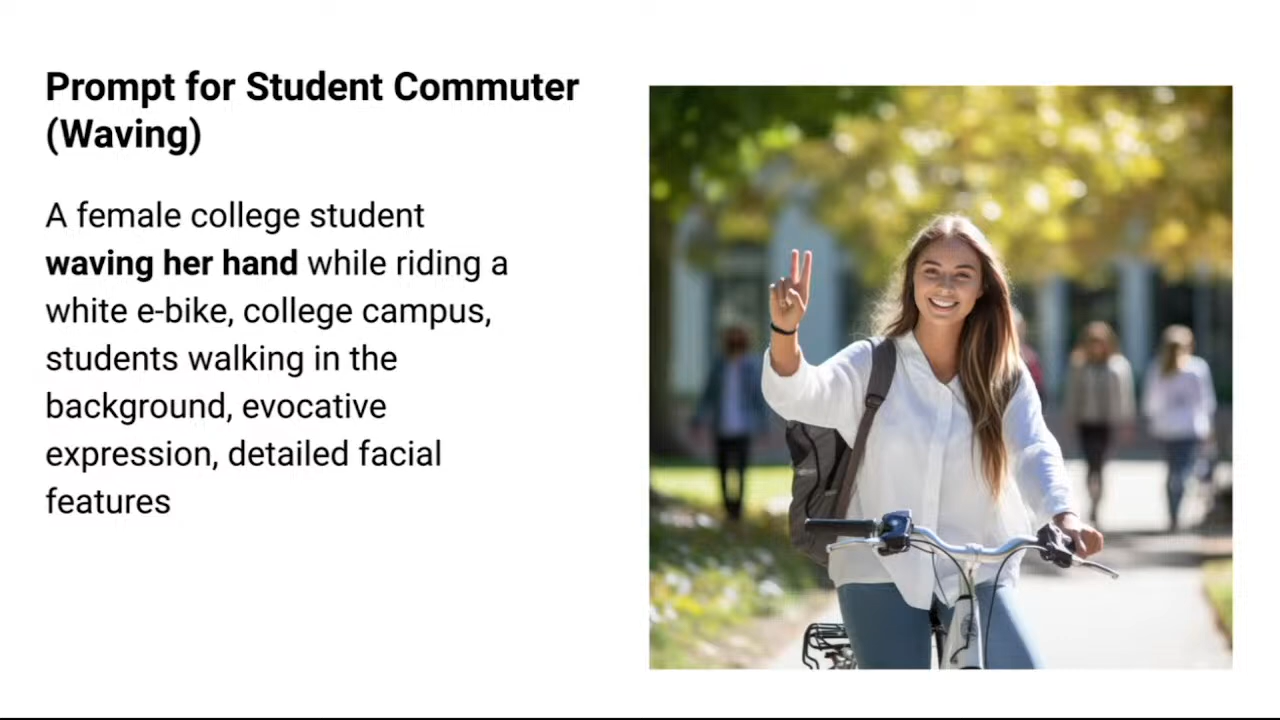 Prompt for Student Commuter
(Waving)
A female college student
waving her hand while riding a
white e-bike, college campus,
students walking in the
background, evocative
expression, detailed facial
features